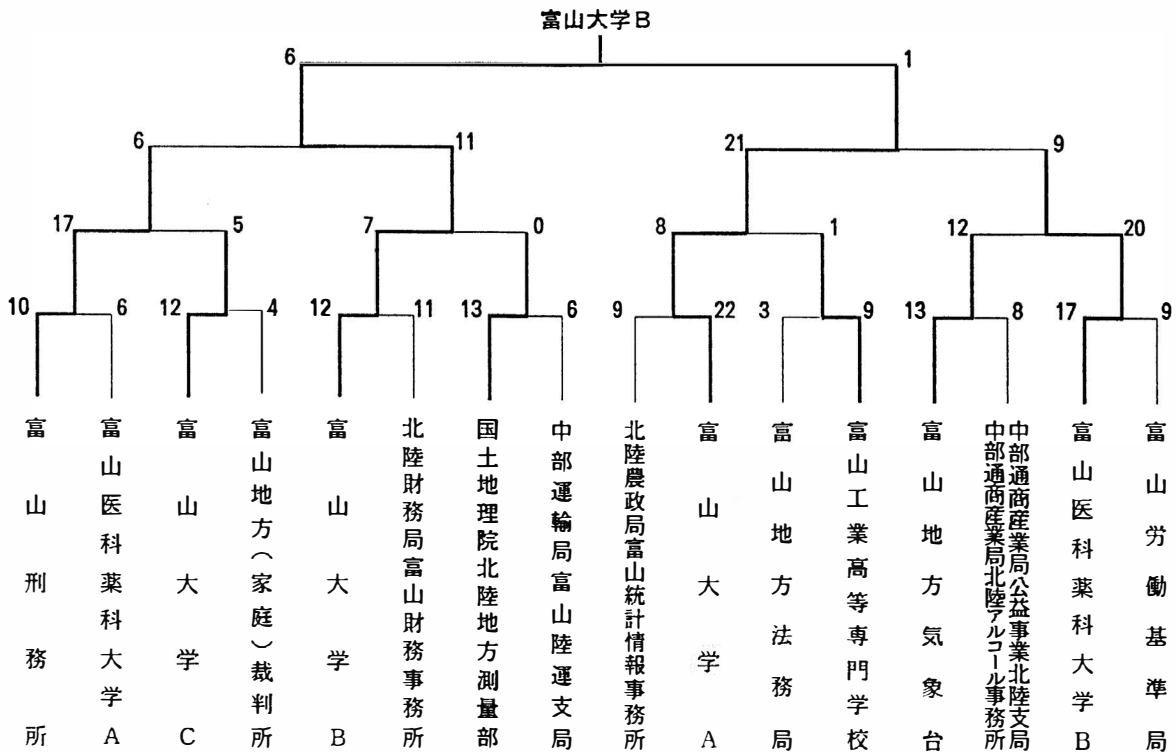 富山大学B
6 1
6 11 21 9
17 5 7 0 8 1 12 20
10 6 12 4 12 11 13 6 9 22 3 9 13 8 17 9
富山刑務所
富山医科薬科大学A
富山大学C
富山地方(家庭)裁判所
富山大学B
北陸財務局富山財務事務所
国土地理院北陸地方測量部
中部運輸局富山陸運支局
北陸農政局富山統計情報事務所
富山大学A
富山地方法務局
富山工業高等専門学校
富山地方気象台
中部通商産業局公益事業北陸支局
中部通商産業局北陸アルコール事務所
富山医科薬科大学B
富山労働基準局